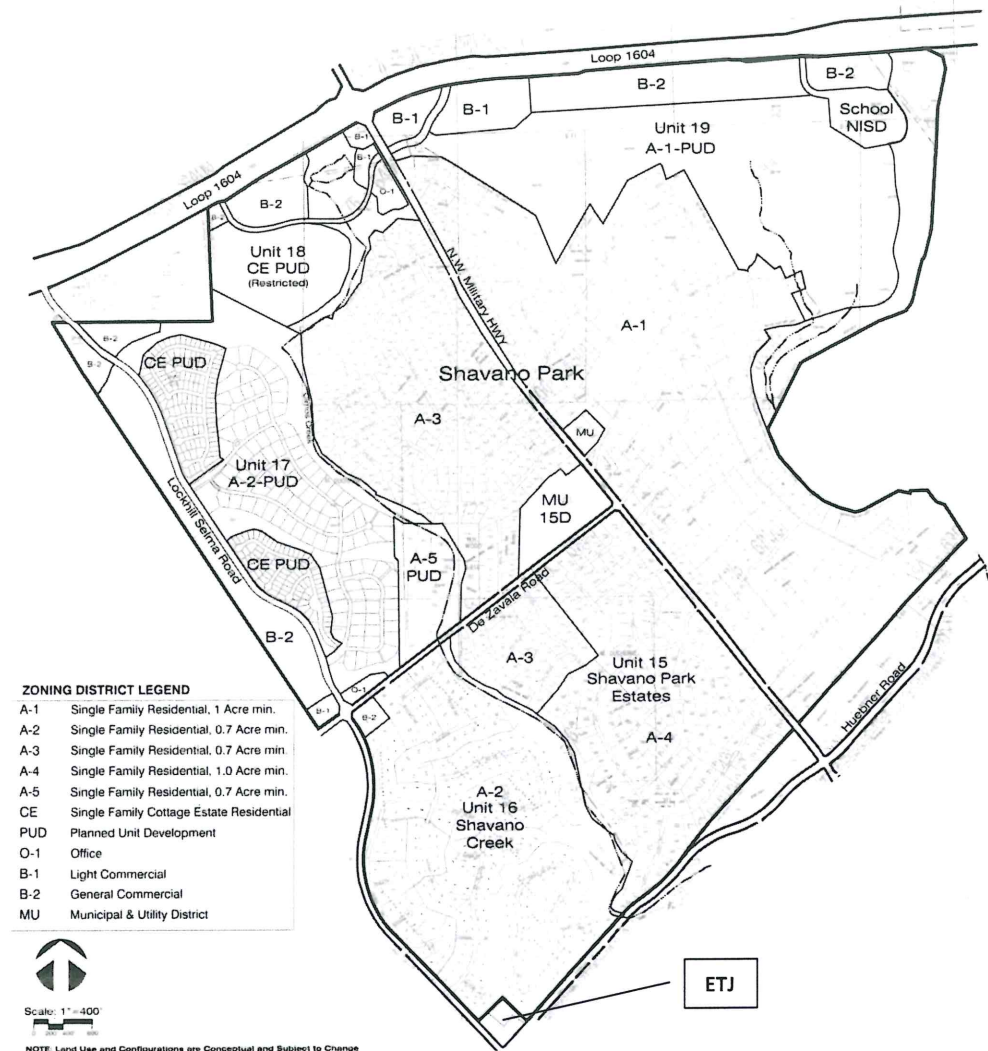 Loop 1604
B-2
B-2
B-1
B-1
School
NISD
Unit 19
A-1-PUD
B-1
B-1
O-1
Loop 1604
B-2
B-2
Unit 18
CE PUD
(Restricted)
N.W. Military HWY
A-1
B-2
B-2
CE PUD
Shavano Park
A-3
MU
Unit 17
A-2-PUD
MU
15D
Lockhill Selma Road
CE PUD
A-5
PUD
De Zavala Road
B-2
A-3
Unit 15
Shavano Park
Estates
Huebner Road
O-1
B-1
B-2
A-4
A-2
Unit 16
Shavano
Creek
ZONING DISTRICT LEGEND
A-1 Single Family Residential, 1 Acre min.
A-2 Single Family Residential, 0.7 Acre min.
A-3 Single Family Residential, 0.7 Acre min.
A-4 Single Family Residential, 1.0 Acre min.
A-5 Single Family Residential, 0.7 Acre min.
CE Single Family Cottage Estate Residential
PUD Planned Unit Development
O-1 Office
B-1 Light Commercial
B-2 General Commercial
MU Municipal & Utility District
ETJ
Scale: 1"=400'
NOTE: Land Use and Configurations are Conceptual and Subject to Change